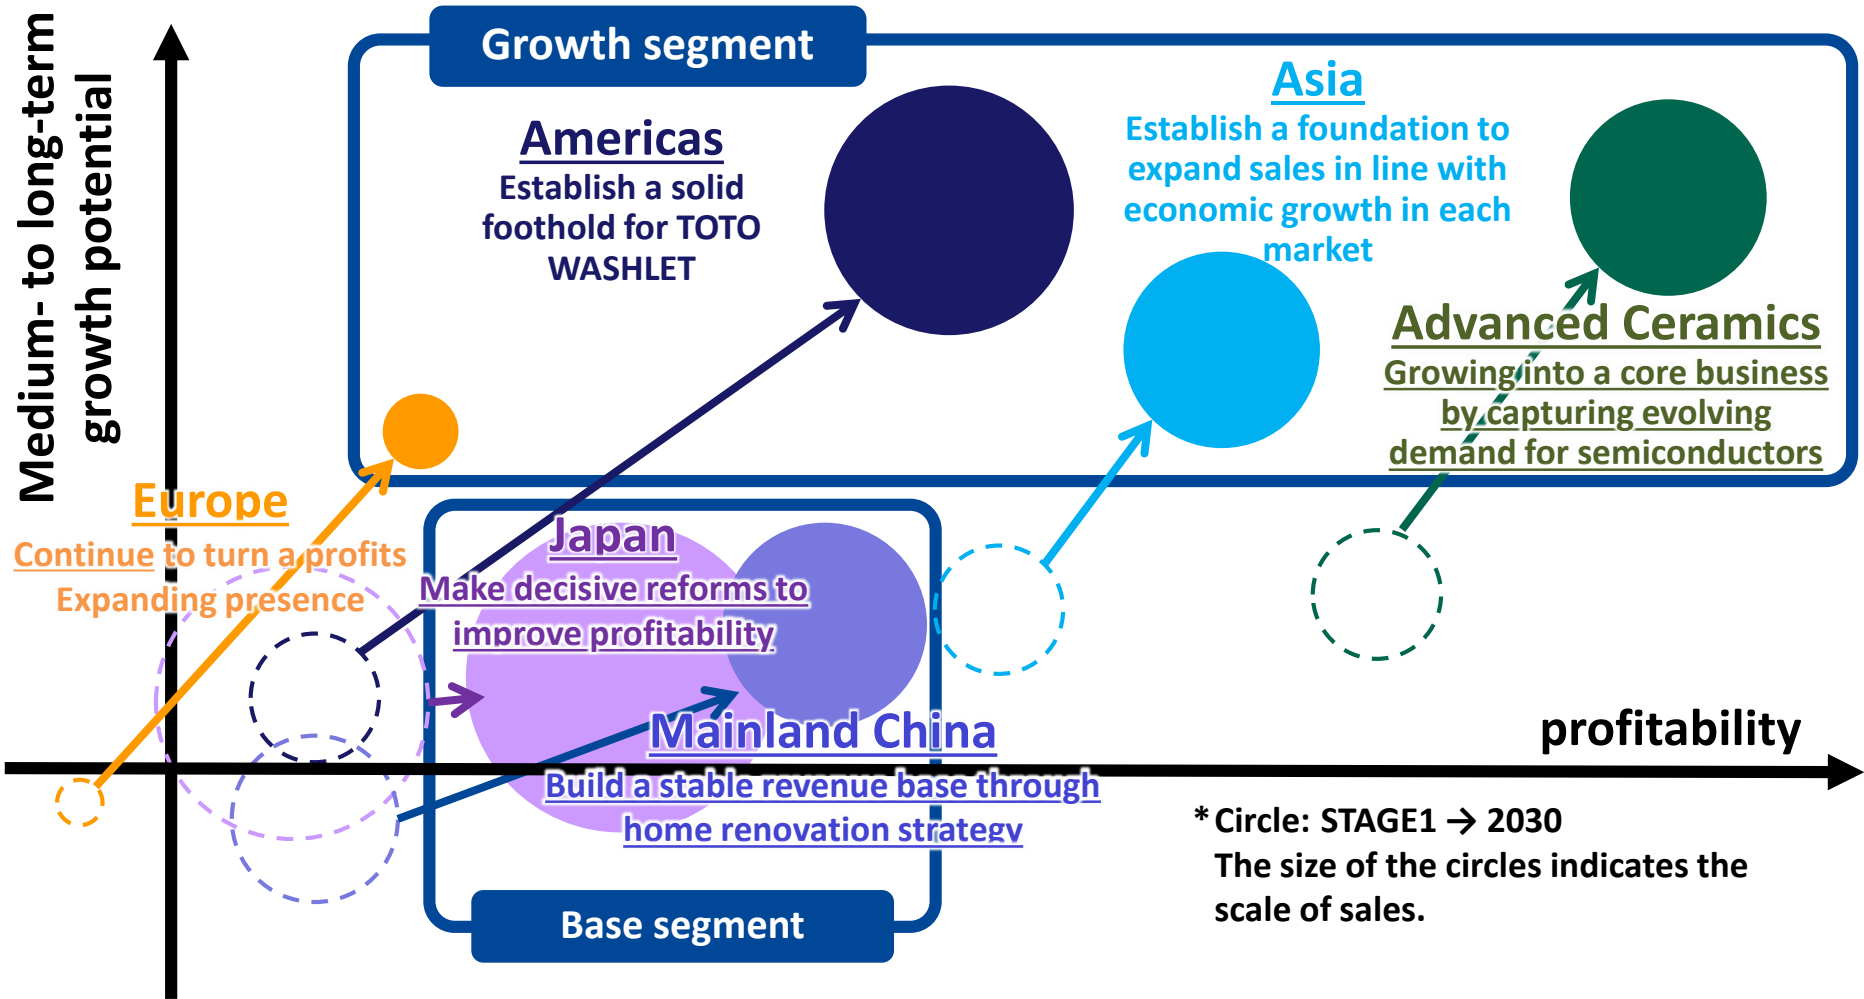 Medium- to long-term
growth potential
Growth segment
Americas
Establish a solid
foothold for TOTO
WASHLET
Asia
Establish a foundation to
expand sales in line with
economic growth in each
market
Advanced Ceramics
Growing into a core business
by capturing evolving
demand for semiconductors
Europe
Continue to turn a profits
Expanding presence
Japan
Make decisive reforms to
improve profitability
Mainland China
Build a stable revenue base through
home renovation strategy
Base segment
profitability
*Circle: STAGE1 → 2030
The size of the circles indicates the
scale of sales.